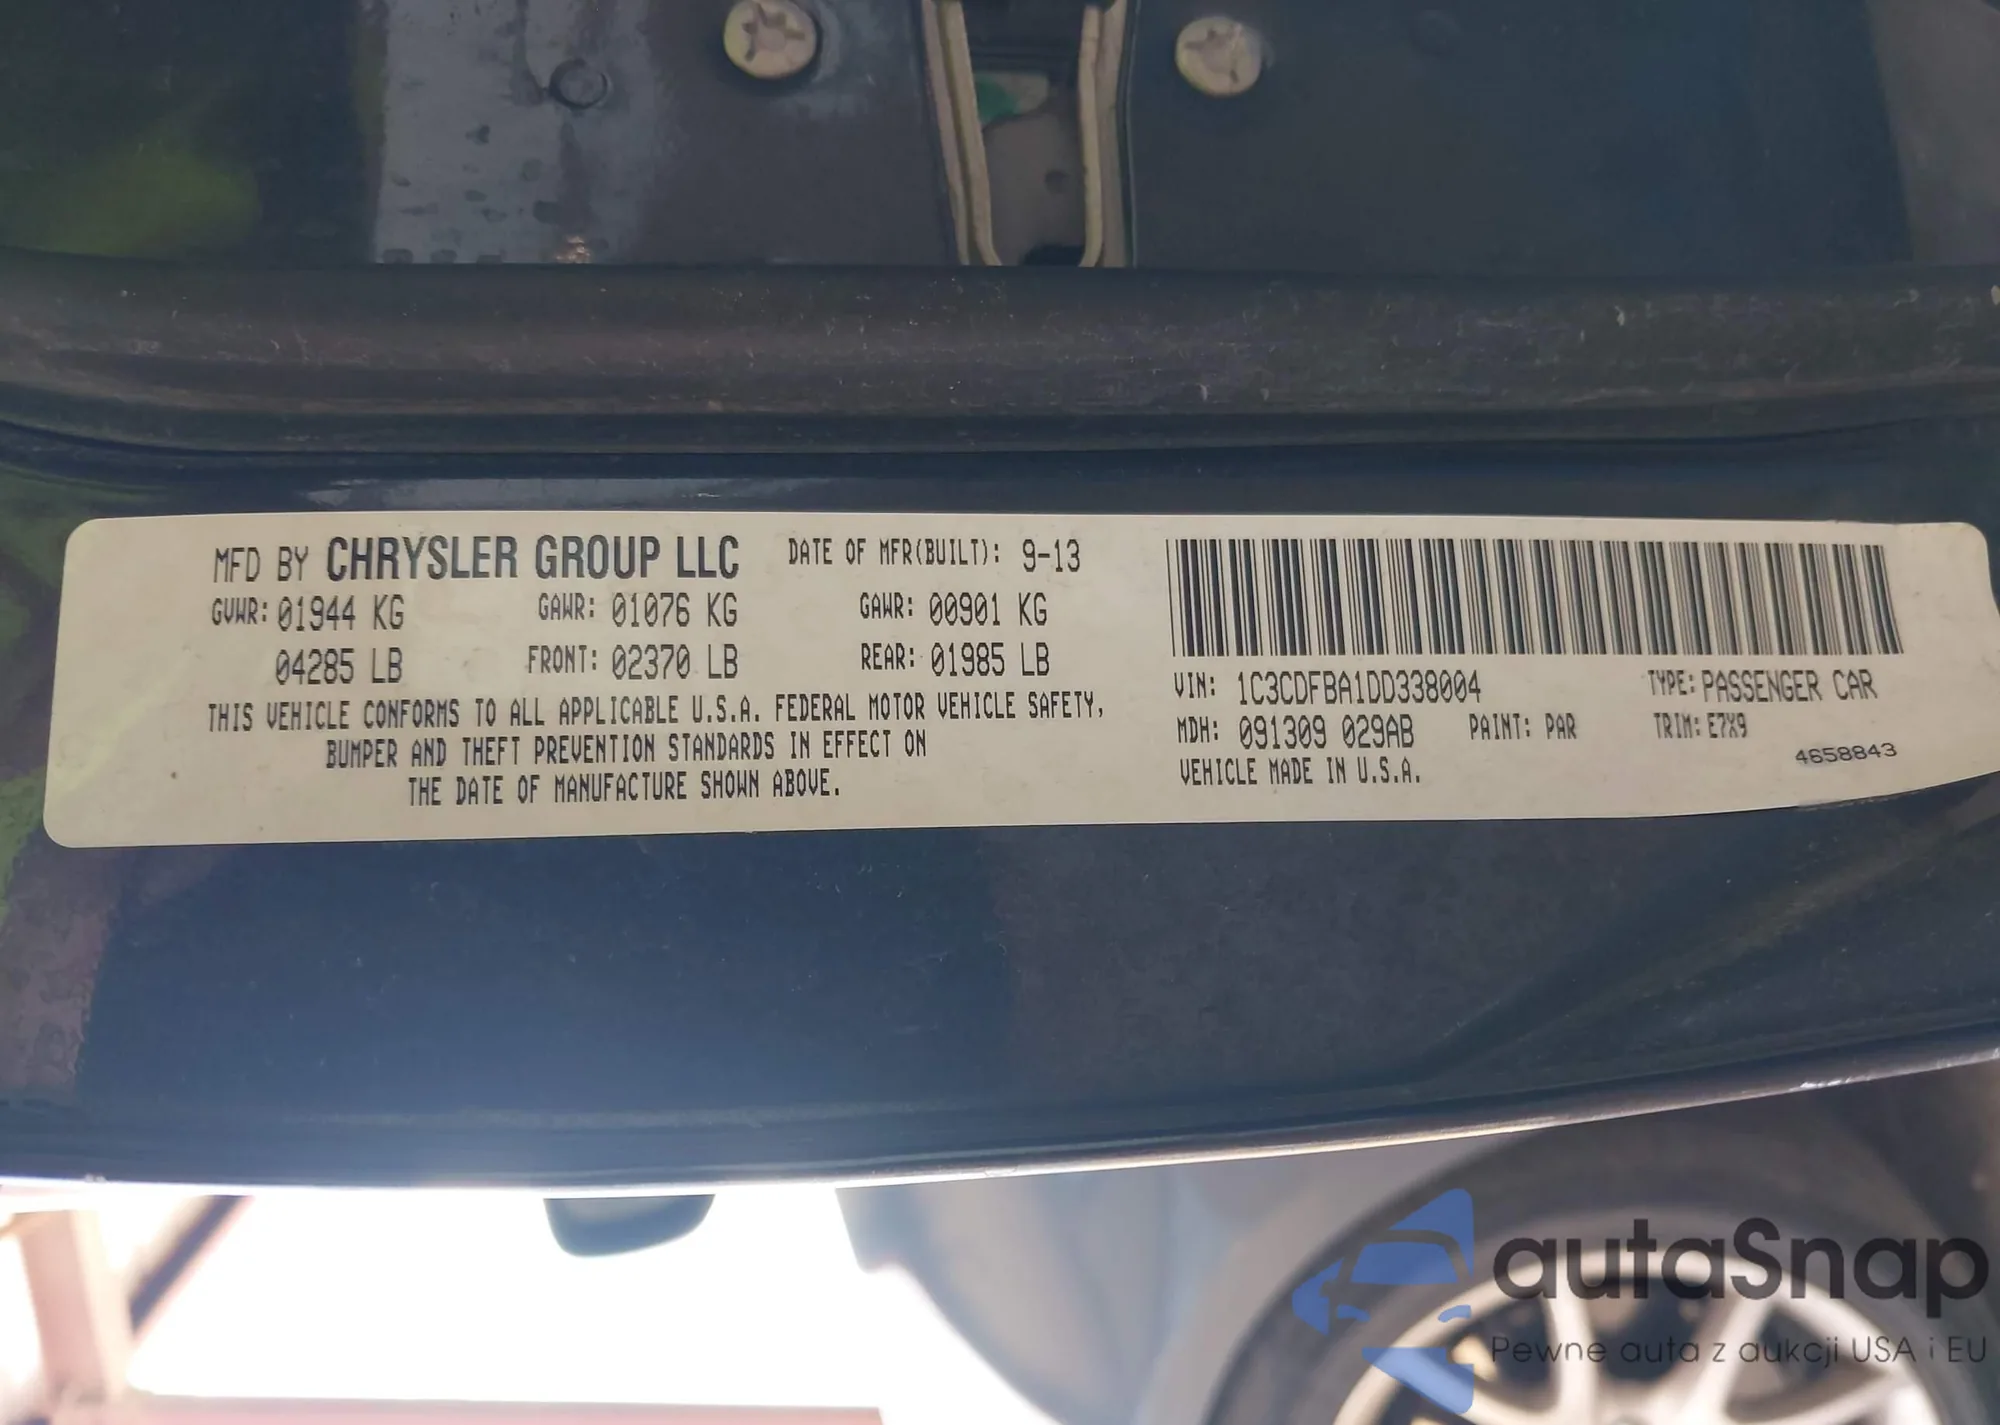 MFD BY CHRYSLER GROUP LLC DATE OF MFR(BUILT): 9-13
GVWR: 01944 KG GAWR: 01076 KG GAWR: 00901 KG
04285 LB FRONT: 02370 LB REAR: 01985 LB
THIS VEHICLE CONFORMS TO ALL APPLICABLE U.S.A. FEDERAL MOTOR VEHICLE SAFETY,
BUMPER AND THEFT PREVENTION STANDARDS IN EFFECT ON
THE DATE OF MANUFACTURE SHOWN ABOVE.
VIN: 1C3CDFBA1DD338004 TYPE: PASSENGER CAR
MDH: 091309 029AB PAINT: PAR TRIM: E7X9
VEHICLE MADE IN U.S.A. 4658843
autaSnap
Pewne auta z aukcji USA i EU